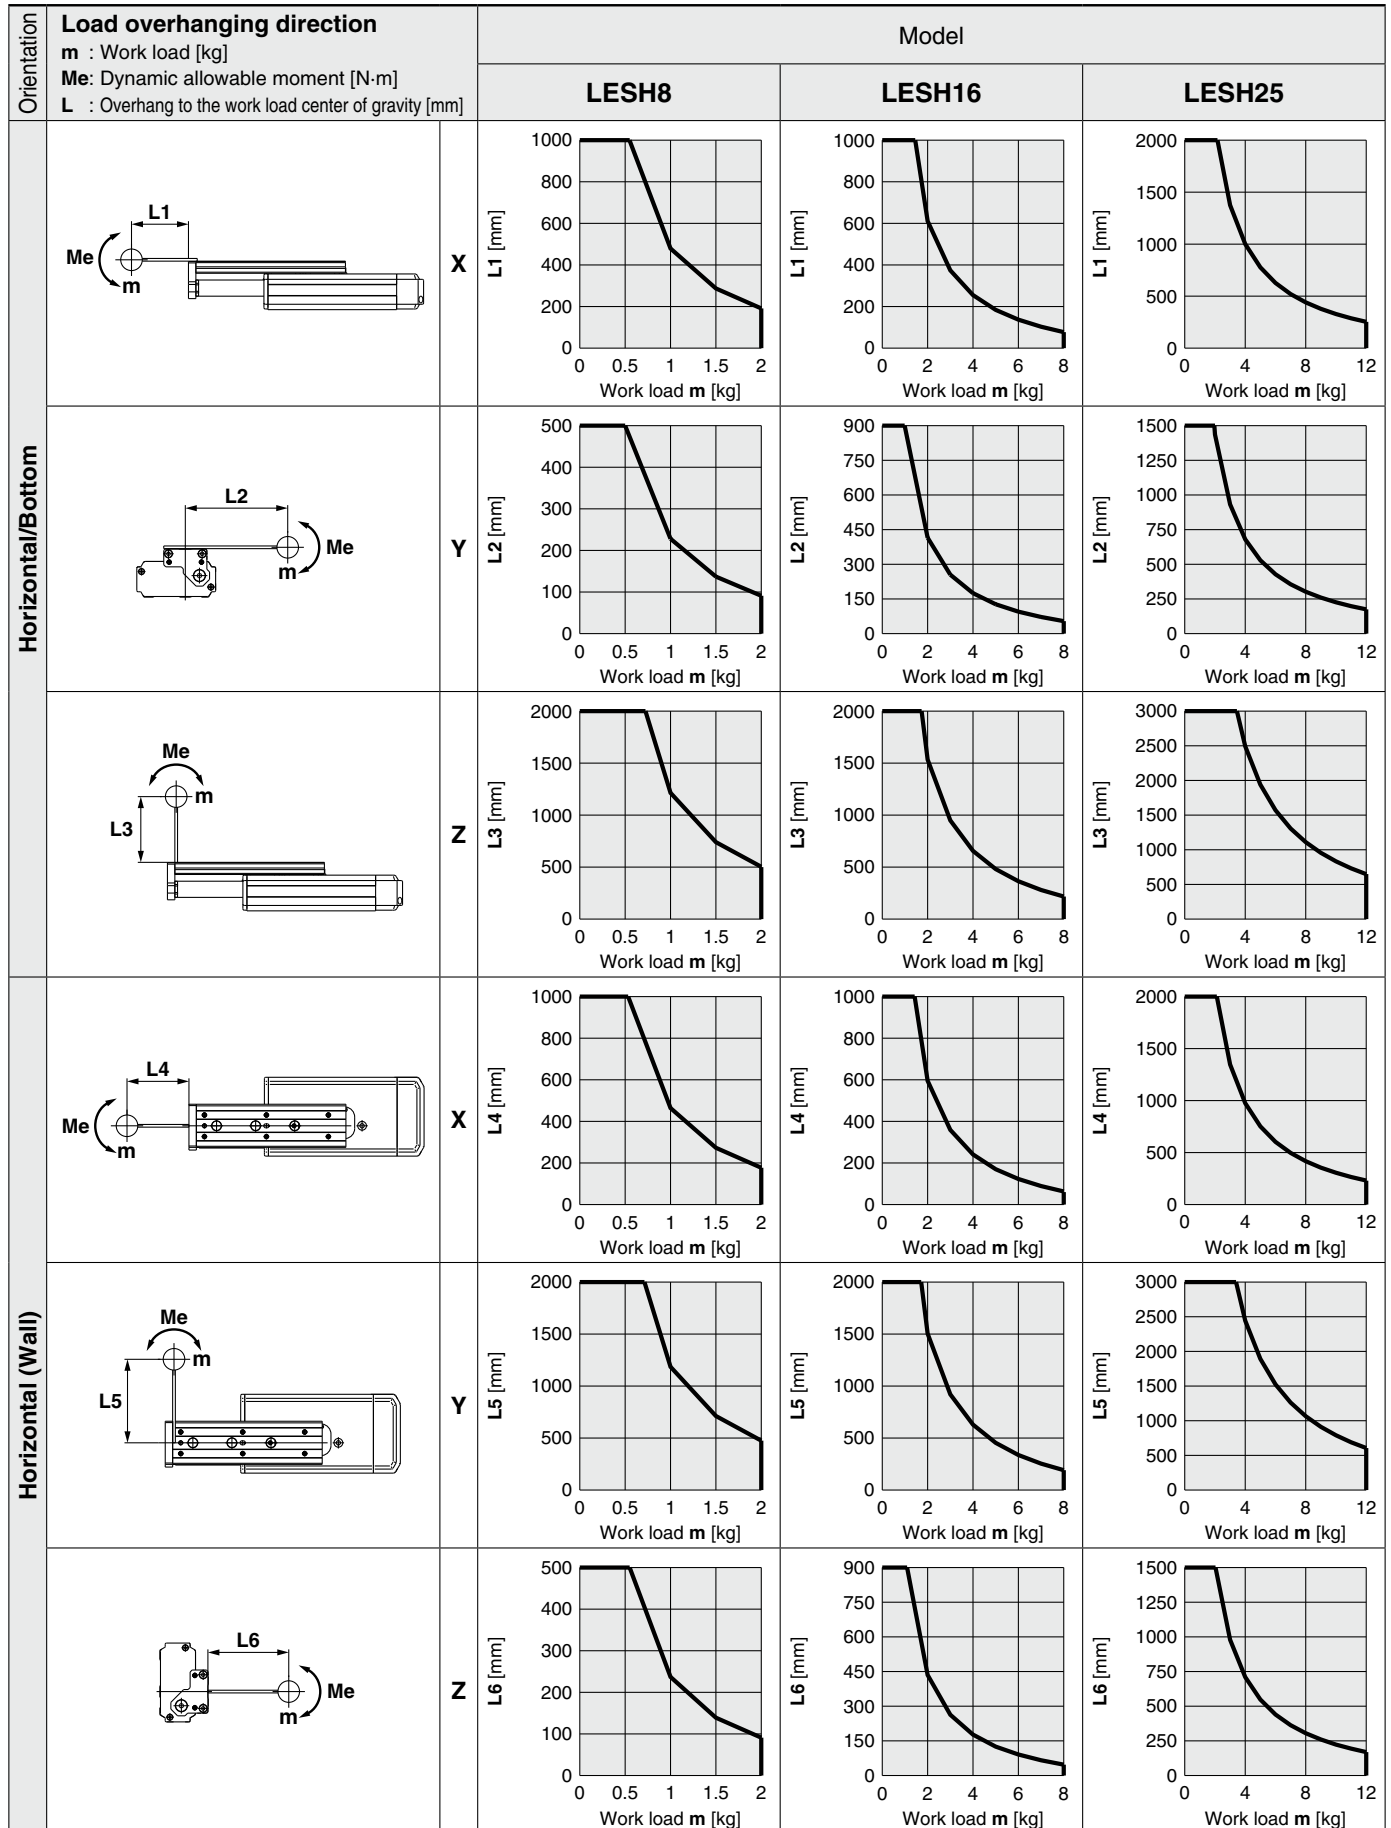 Orientation
Load overhanging direction
m : Work load [kg]
Me: Dynamic allowable moment [N·m]
L : Overhang to the work load center of gravity [mm]
Model
LESH8 LESH16 LESH25
Horizontal/Bottom
L1
Me
m
X
L1 [mm]
1000
800
600
400
200
0
0 0.5 1 1.5 2
Work load m [kg]
L1 [mm]
1000
800
600
400
200
0
0 2 4 6 8
Work load m [kg]
L1 [mm]
2000
1500
1000
500
0
0 4 8 12
Work load m [kg]
L2
Me
m
Y
L2 [mm]
500
400
300
200
100
0
0 0.5 1 1.5 2
Work load m [kg]
L2 [mm]
900
750
600
450
300
150
0
0 2 4 6 8
Work load m [kg]
L2 [mm]
1500
1250
1000
750
500
250
0
0 4 8 12
Work load m [kg]
Me
m
L3
Z
L3 [mm]
2000
1500
1000
500
0
0 0.5 1 1.5 2
Work load m [kg]
L3 [mm]
2000
1500
1000
500
0
0 2 4 6 8
Work load m [kg]
L3 [mm]
3000
2500
2000
1500
1000
500
0
0 4 8 12
Work load m [kg]
Horizontal (Wall)
L4
Me
m
X
L4 [mm]
1000
800
600
400
200
0
0 0.5 1 1.5 2
Work load m [kg]
L4 [mm]
1000
800
600
400
200
0
0 2 4 6 8
Work load m [kg]
L4 [mm]
2000
1500
1000
500
0
0 4 8 12
Work load m [kg]
Me
m
L5
Y
L5 [mm]
2000
1500
1000
500
0
0 0.5 1 1.5 2
Work load m [kg]
L5 [mm]
2000
1500
1000
500
0
0 2 4 6 8
Work load m [kg]
L5 [mm]
3000
2500
2000
1500
1000
500
0
0 4 8 12
Work load m [kg]
L6
Me
m
Z
L6 [mm]
500
400
300
200
100
0
0 0.5 1 1.5 2
Work load m [kg]
L6 [mm]
900
750
600
450
300
150
0
0 2 4 6 8
Work load m [kg]
L6 [mm]
1500
1250
1000
750
500
250
0
0 4 8 12
Work load m [kg]